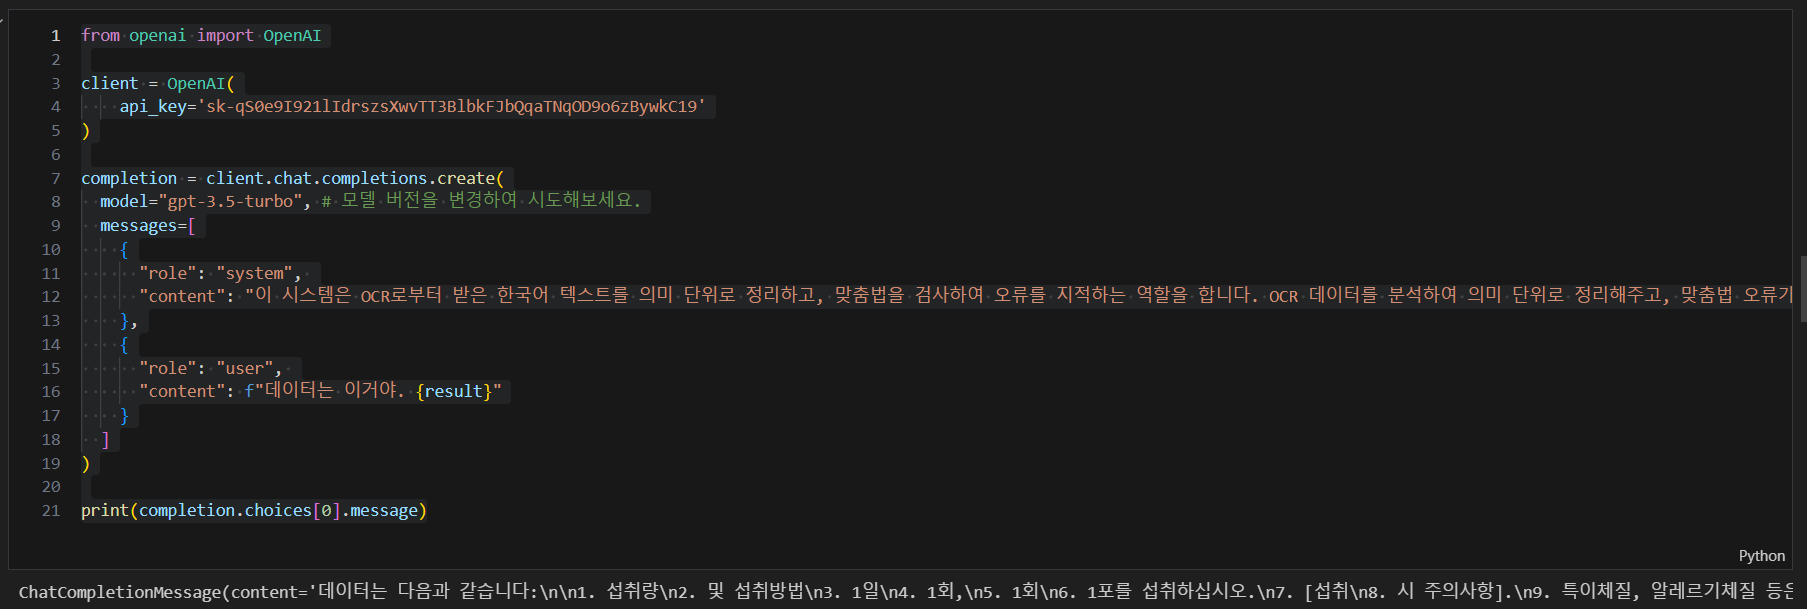 1 from openai import OpenAI
2
3 client = OpenAI(
4 api_key=''
5 )
6
7 completion = client.chat.completions.create(
8 model="gpt-3.5-turbo", # 모델 버전을 변경하여 시도해보세요.
9 messages=[
10 {
11 "role": "system",
12 "content": "이 시스템은 OCR로부터 받은 한국어 텍스트를 의미 단위로 정리하고, 맞춤법을 검사하여 오류를 지적하는 역할을 합니다. OCR 데이터를 분석하여 의미 단위로 정리해주고, 맞춤법
13 },
14 {
15 "role": "user",
16 "content": f"데이터는 이거야. {result}"
17 }
18 ]
19 )
20
21 print(completion.choices[0].message)
Python
ChatCompletionMessage(content='데이터는 다음과 같습니다:\n\n1. 섭취량\n2. 및 섭취방법\n3. 1일\n4. 1회,\n5. 1회\n6. 1포를 섭취하십시오.\n7. [섭취\n8. 시 주의사항].\n9. 특이체질, 알레르기체질